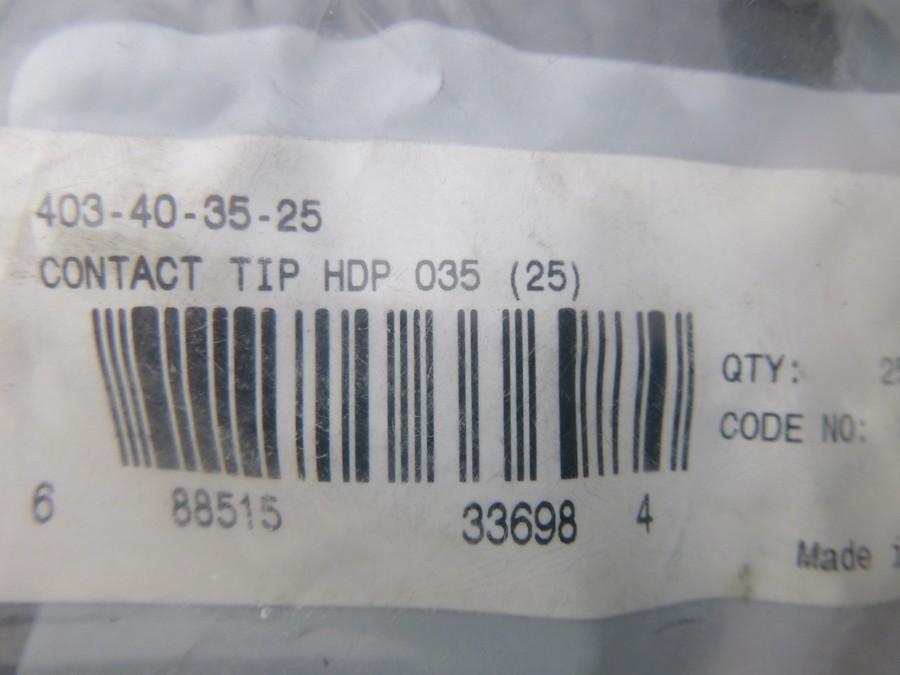 403-40-35-25
CONTACT TIP HDP 035 (25)
QTY:
CODE NO:
6 88515 33698 4
Made